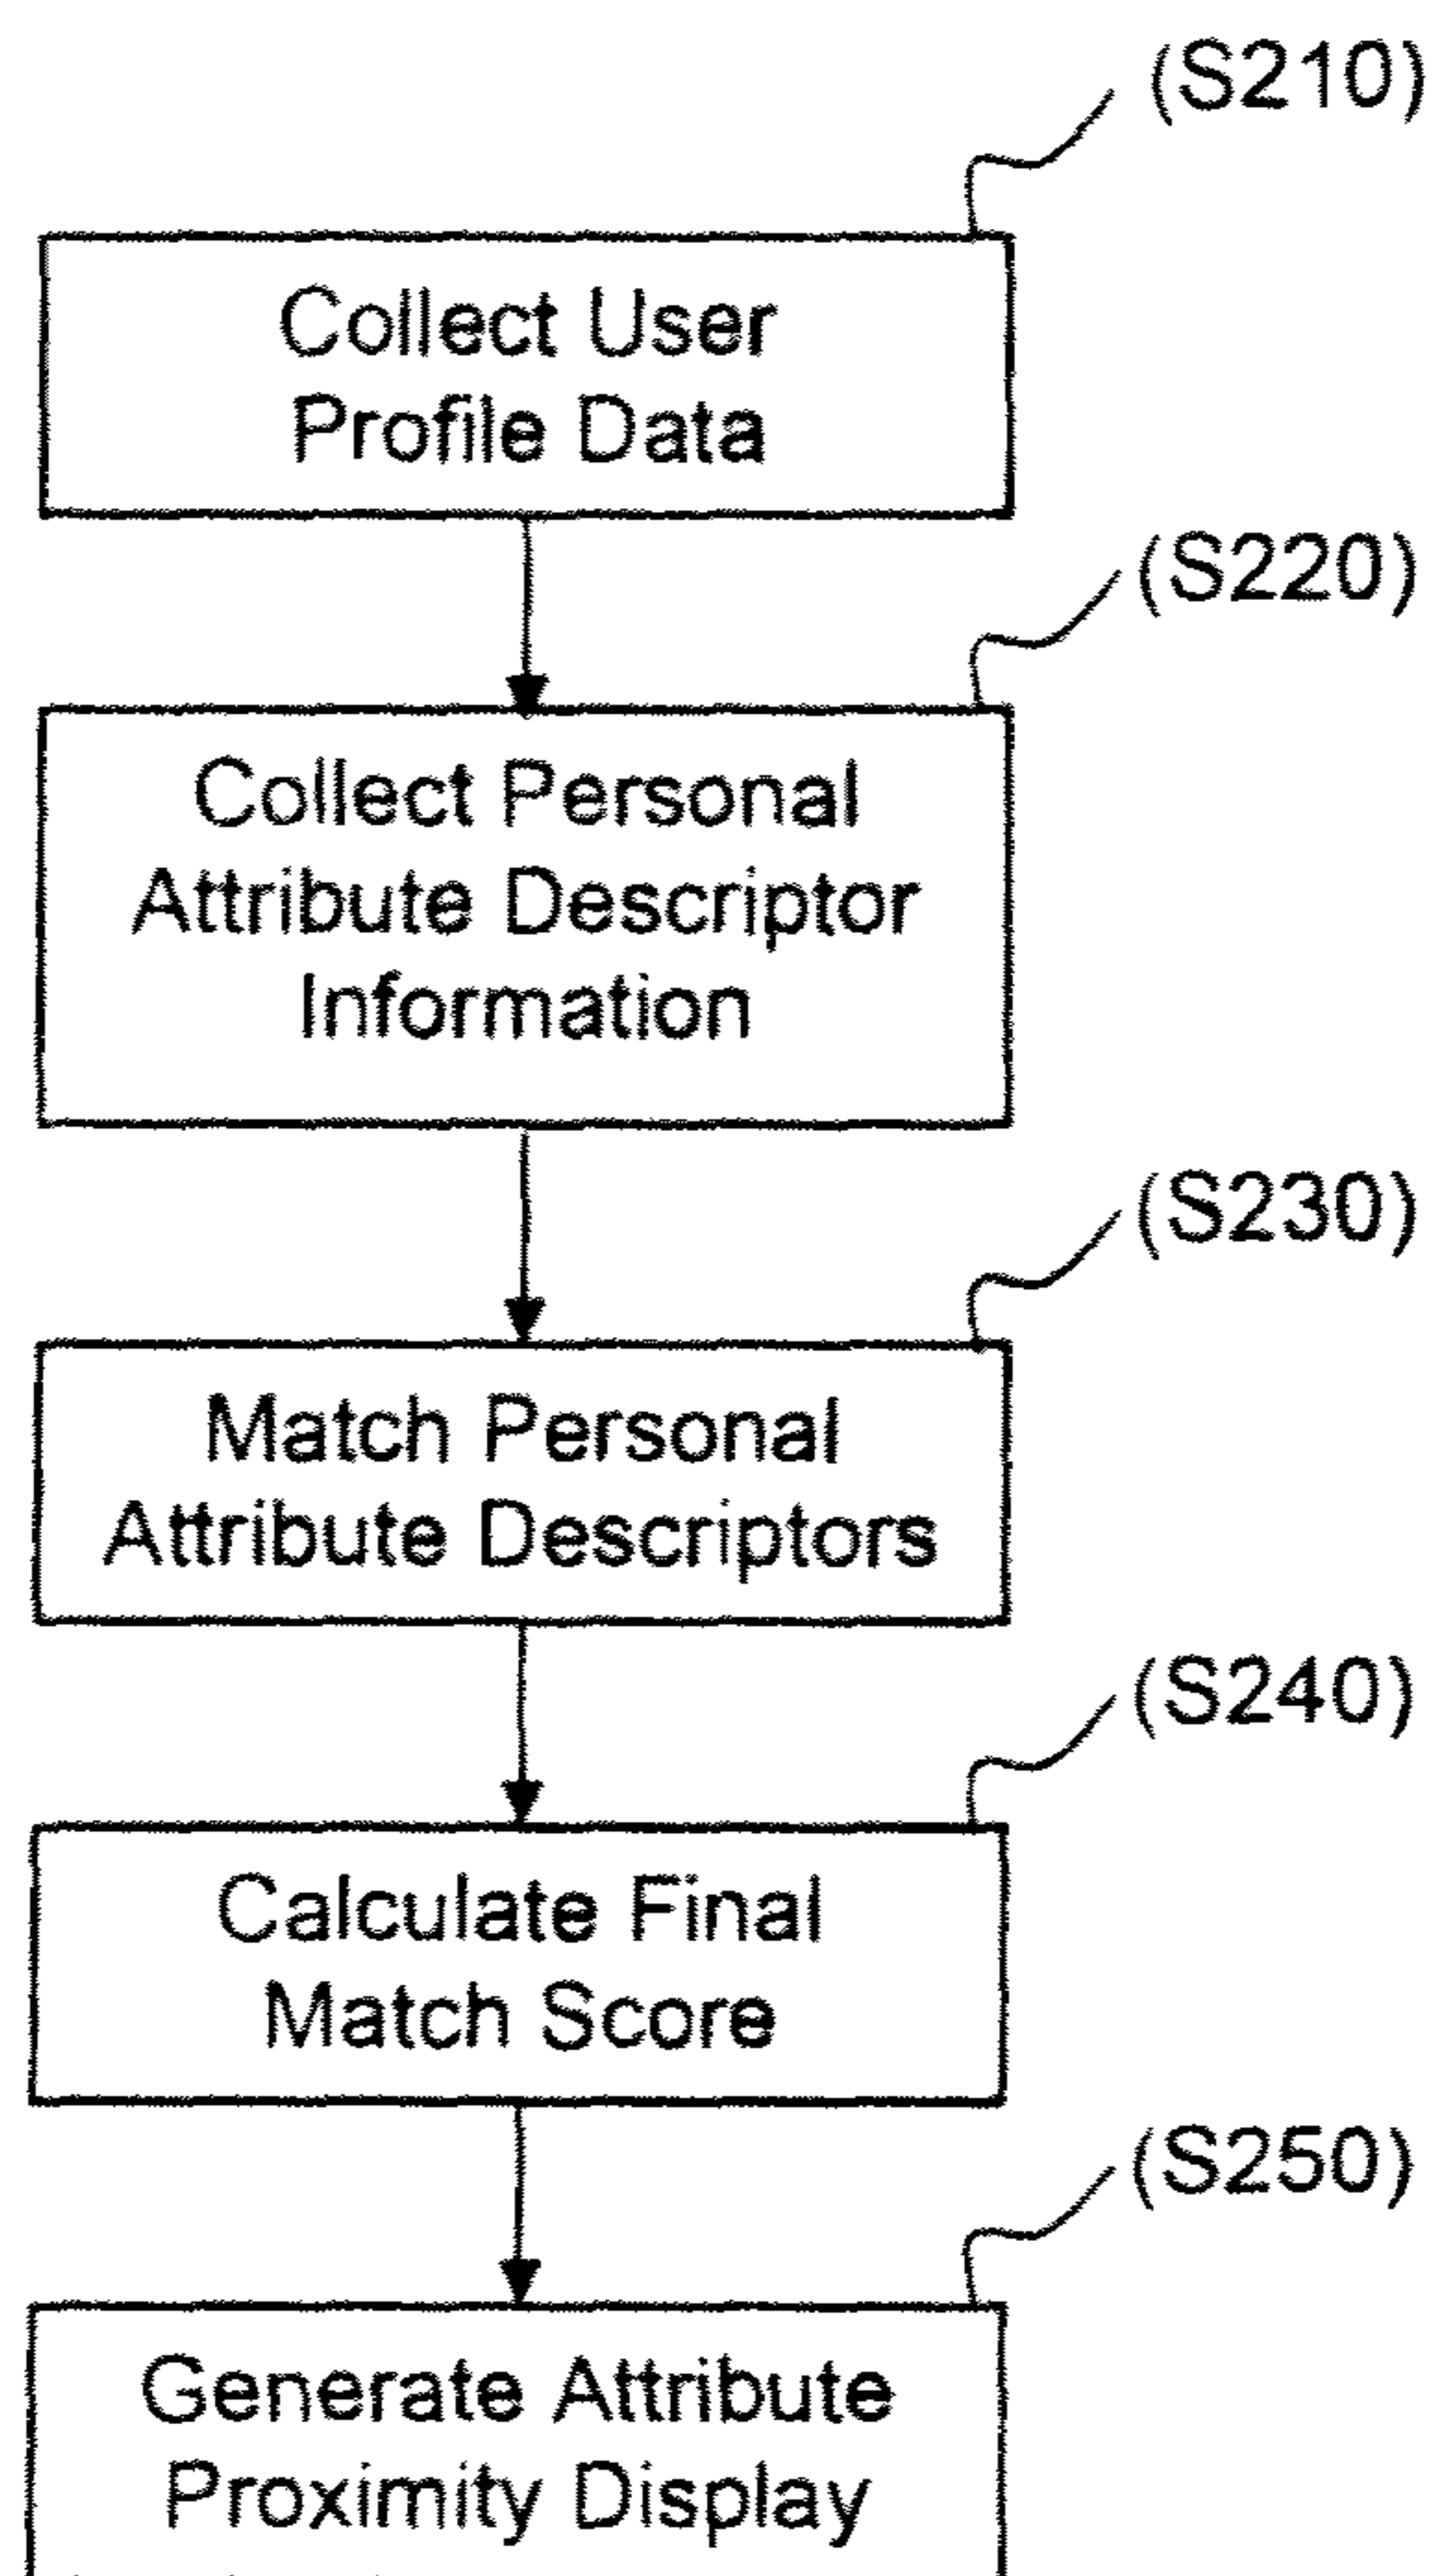 (S210)
Collect User
Profile Data
(S220)
Collect Personal
Attribute Descriptor
Information
(S230)
Match Personal
Attribute Descriptors
(S240)
Calculate Final
Match Score
(S250)
Generate Attribute
Proximity Display